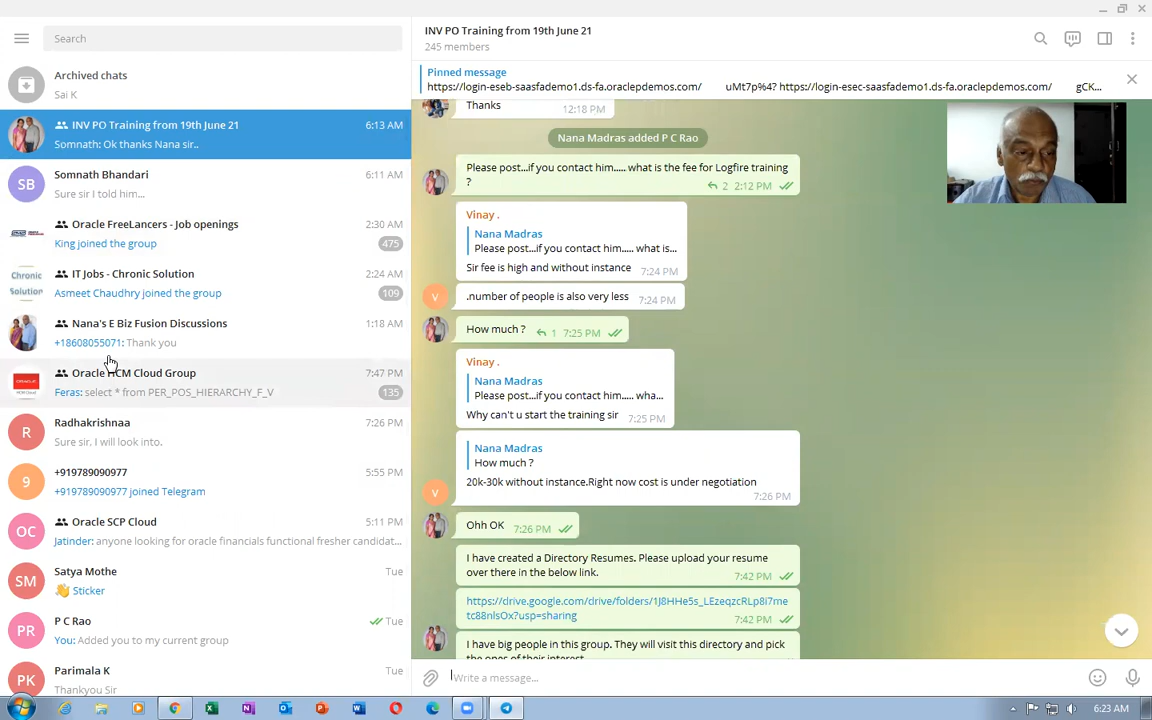 Search
Archived chats
Sai K
INV PO Training from 19th June 21
6:13 AM
Somnath: Ok thanks Nana sir..
SB
Somnath Bhandari
6:11 AM
Sure sir I told him...
Oracle FreeLancers - Job openings
2:30 AM
King joined the group
475
Chronic
Solution
IT Jobs - Chronic Solution
2:24 AM
Asmeet Chaudhry joined the group
109
Nana's E Biz Fusion Discussions
1:18 AM
+18608055071: Thank you
Oracle HCM Cloud Group
7:47 PM
Feras: select * from PER_POS_HIERARCHY_F_V
135
R
Radhakrishnaa
7:26 PM
Sure sir. I will look into.
9
+919789090977
5:55 PM
+919789090977 joined Telegram
OC
Oracle SCP Cloud
5:11 PM
Jatinder: anyone looking for oracle financials functional fresher candidat...
SM
Satya Mothe
Tue
👋 Sticker
PR
P C Rao
Tue
You: Added you to my current group
PK
Parimala K
Tue
Thankyou Sir
INV PO Training from 19th June 21
245 members
Pinned message
https://login-eseb-saasfademo1.ds-fa.oraclepdemos.com/ uMt7p%4? https://login-esec-saasfademo1.ds-fa.oraclepdemos.com/ gCK...
Thanks
12:18 PM
Nana Madras added P C Rao
Please post...if you contact him..... what is the fee for Logfire training
?
2 2:12 PM
Vinay .
Nana Madras
Please post...if you contact him..... what is...
Sir fee is high and without instance
7:24 PM
V
.number of people is also very less
7:24 PM
How much ?
1 7:25 PM
Vinay .
Nana Madras
Please post...if you contact him..... wha...
Why can't u start the training sir
7:25 PM
Nana Madras
How much ?
V
20k-30k without instance.Right now cost is under negotiation
7:26 PM
Ohh OK
7:26 PM
I have created a Directory Resumes. Please upload your resume
over there in the below link.
7:42 PM
https://drive.google.com/drive/folders/1J8HHe5s_LEzeqzcRLp8i7me
tc88nlsOx?usp=sharing
7:42 PM
I have big people in this group. They will visit this directory and pick
the ones of their interest
Write a message...
6:23 AM